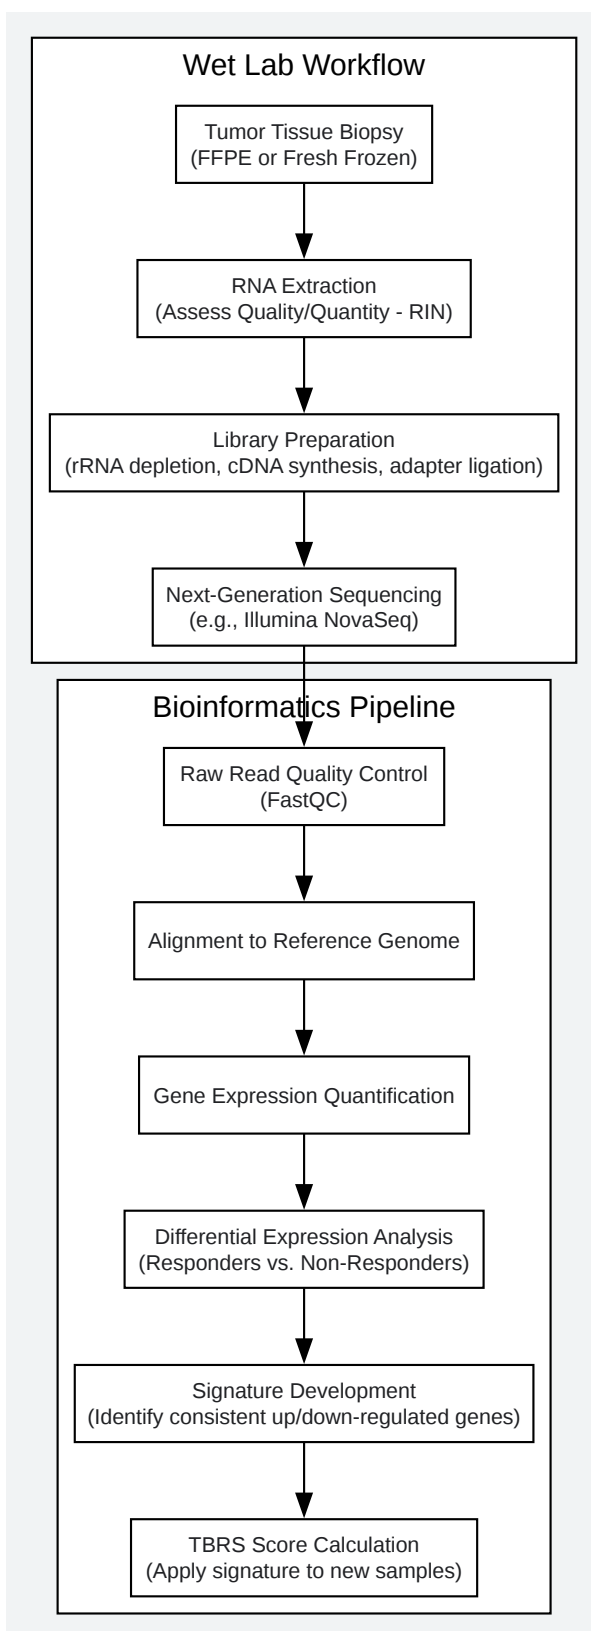 Wet Lab Workflow
Tumor Tissue Biopsy
(FFPE or Fresh Frozen)
RNA Extraction
(Assess Quality/Quantity - RIN)
Library Preparation
(rRNA depletion, cDNA synthesis, adapter ligation)
Next-Generation Sequencing
(e.g., Illumina NovaSeq)
Bioinformatics Pipeline
Raw Read Quality Control
(FastQC)
Alignment to Reference Genome
Gene Expression Quantification
Differential Expression Analysis
(Responders vs. Non-Responders)
Signature Development
(Identify consistent up/down-regulated genes)
TBRS Score Calculation
(Apply signature to new samples)